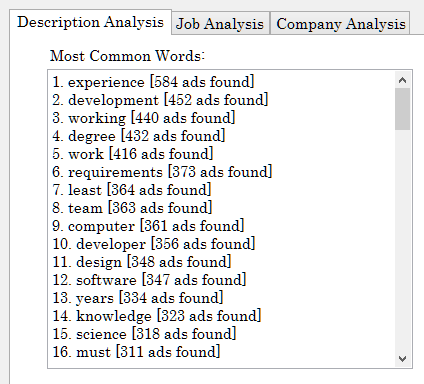 Description Analysis Job Analysis Company Analysis
Most Common Words:
1. experience [584 ads found]
2. development [452 ads found]
3. working [440 ads found]
4. degree [432 ads found]
5. work [416 ads found]
6. requirements [373 ads found]
7. least [364 ads found]
8. team [363 ads found]
9. computer [361 ads found]
10. developer [356 ads found]
11. design [348 ads found]
12. software [347 ads found]
13. years [334 ads found]
14. knowledge [323 ads found]
15. science [318 ads found]
16. must [311 ads found]